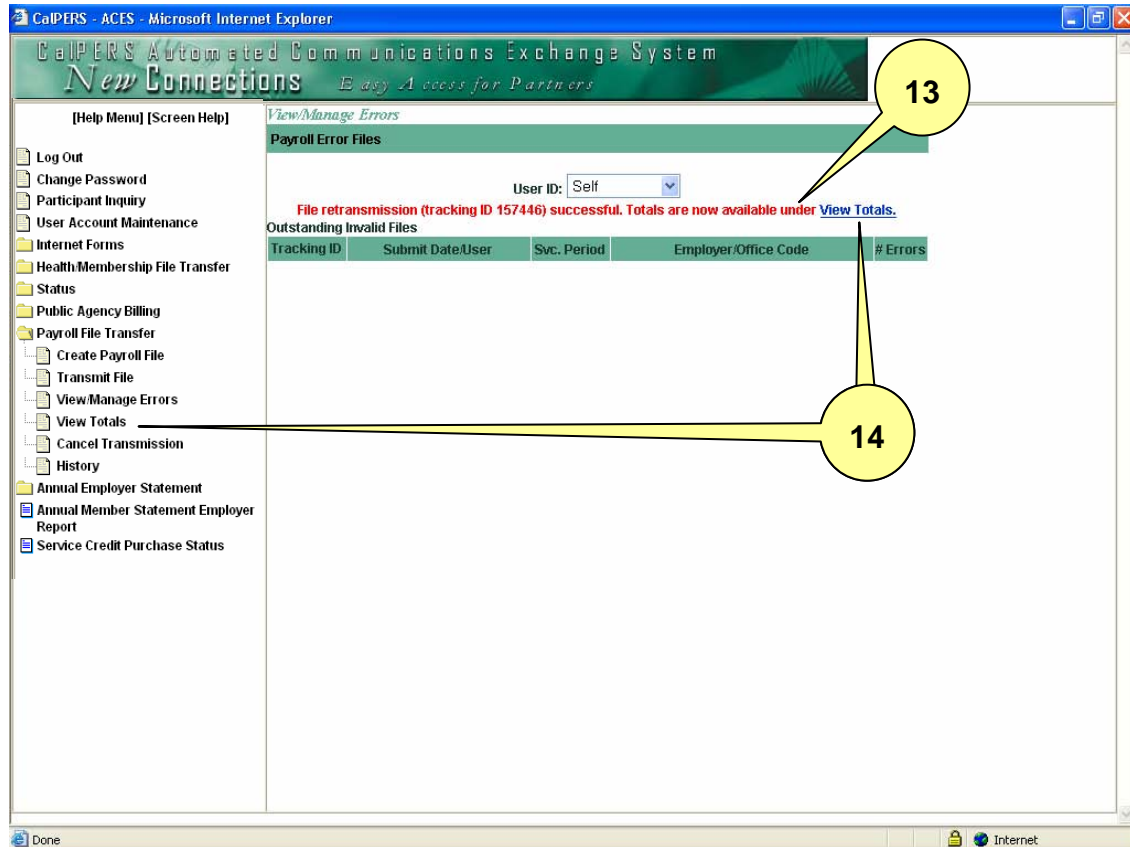 CalPERS - ACES - Microsoft Internet Explorer
CalPERS Automated Communications Exchange System
New Connections Easy Access for Partners
13
[Help Menu] [Screen Help]
Log Out
Change Password
Participant Inquiry
User Account Maintenance
Internet Forms
Health/Membership File Transfer
Status
Public Agency Billing
Payroll File Transfer
Create Payroll File
Transmit File
View/Manage Errors
View Totals
Cancel Transmission
History
Annual Employer Statement
Annual Member Statement Employer
Report
Service Credit Purchase Status
View/Manage Errors
Payroll Error Files
User ID: Self
File retransmission (tracking ID 157446) successful. Totals are now available under View Totals.
Outstanding Invalid Files
Tracking ID Submit Date/User Svc. Period Employer/Office Code # Errors
14
Done Internet